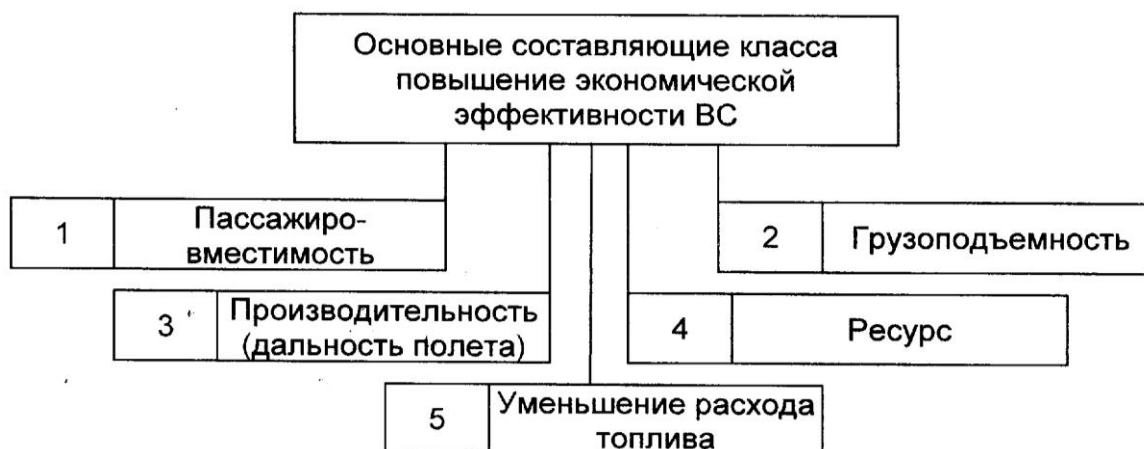 Основные составляющие класса
повышение экономической
эффективности ВС
1
Пассажиро-
вместимость
2
Грузоподъемность
3
Производительность
(дальность полета)
4
Ресурс
5
Уменьшение расхода
топлива